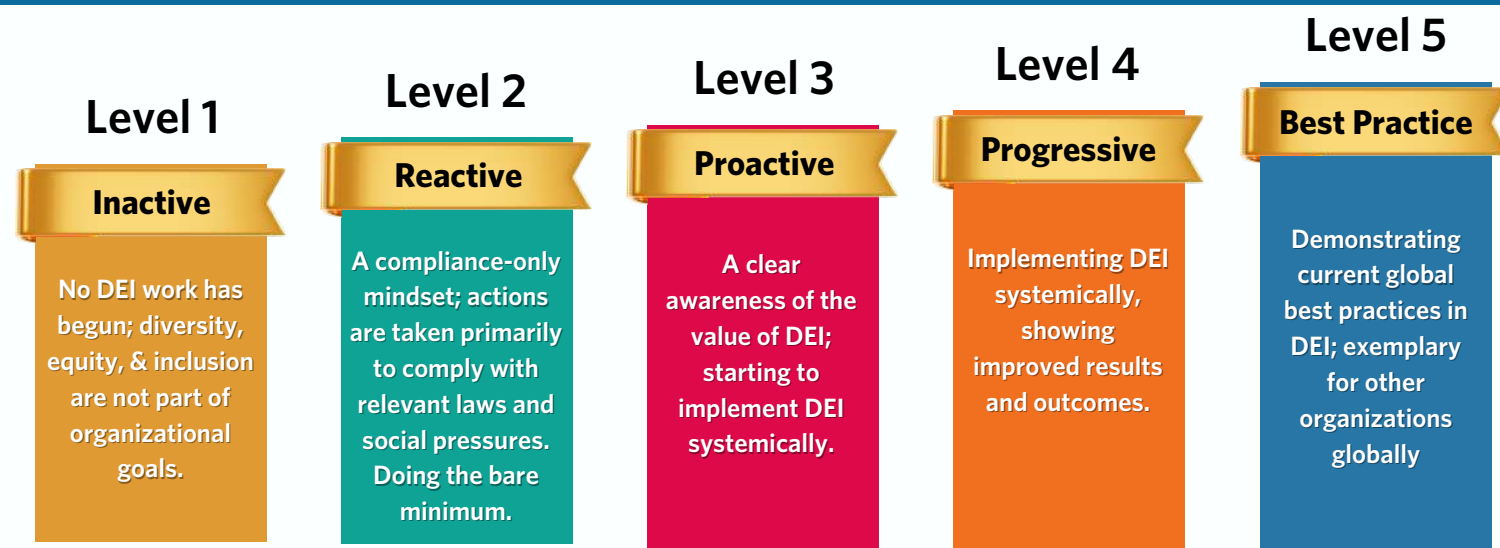 Level 1
Inactive
No DEI work has
begun; diversity,
equity, & inclusion
are not part of
organizational
goals.
Level 2
Reactive
A compliance-only
mindset; actions
are taken primarily
to comply with
relevant laws and
social pressures.
Doing the bare
minimum.
Level 3
Proactive
A clear
awareness of the
value of DEI;
starting to
implement DEI
systemically.
Level 4
Progressive
Implementing DEI
systemically,
showing
improved results
and outcomes.
Level 5
Best Practice
Demonstrating
current global
best practices in
DEI; exemplary
for other
organizations
globally